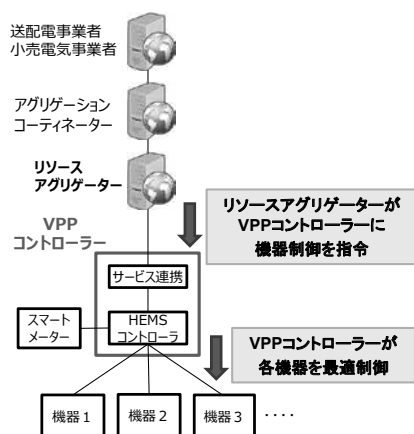 送配電事業者
小売電気事業者
アグリゲーション
コーティネーター
リソース
アグリゲーター
リソースアグリゲーターが
VPPコントローラーに
機器制御を指令
VPP
コントローラー
サービス連携
スマート
メーター
HEMS
コントローラ
VPPコントローラーが
各機器を最適制御
機器1
機器2
機器3
････